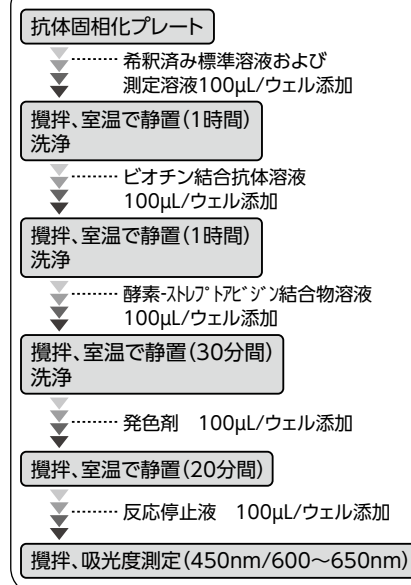 抗体固相化プレート
‥‥‥‥ 希釈済み標準溶液および
測定溶液100μL/ウェル添加
攪拌、室温で静置(1時間)
洗浄
‥‥‥‥ ビオチン結合抗体溶液
100μL/ウェル添加
攪拌、室温で静置(1時間)
洗浄
‥‥‥‥ 酵素-ストレプトアビジン結合物溶液
100μL/ウェル添加
攪拌、室温で静置(30分間)
洗浄
‥‥‥‥ 発色剤　100μL/ウェル添加
攪拌、室温で静置(20分間)
‥‥‥‥ 反応停止液　100μL/ウェル添加
攪拌、吸光度測定(450nm/600〜650nm)